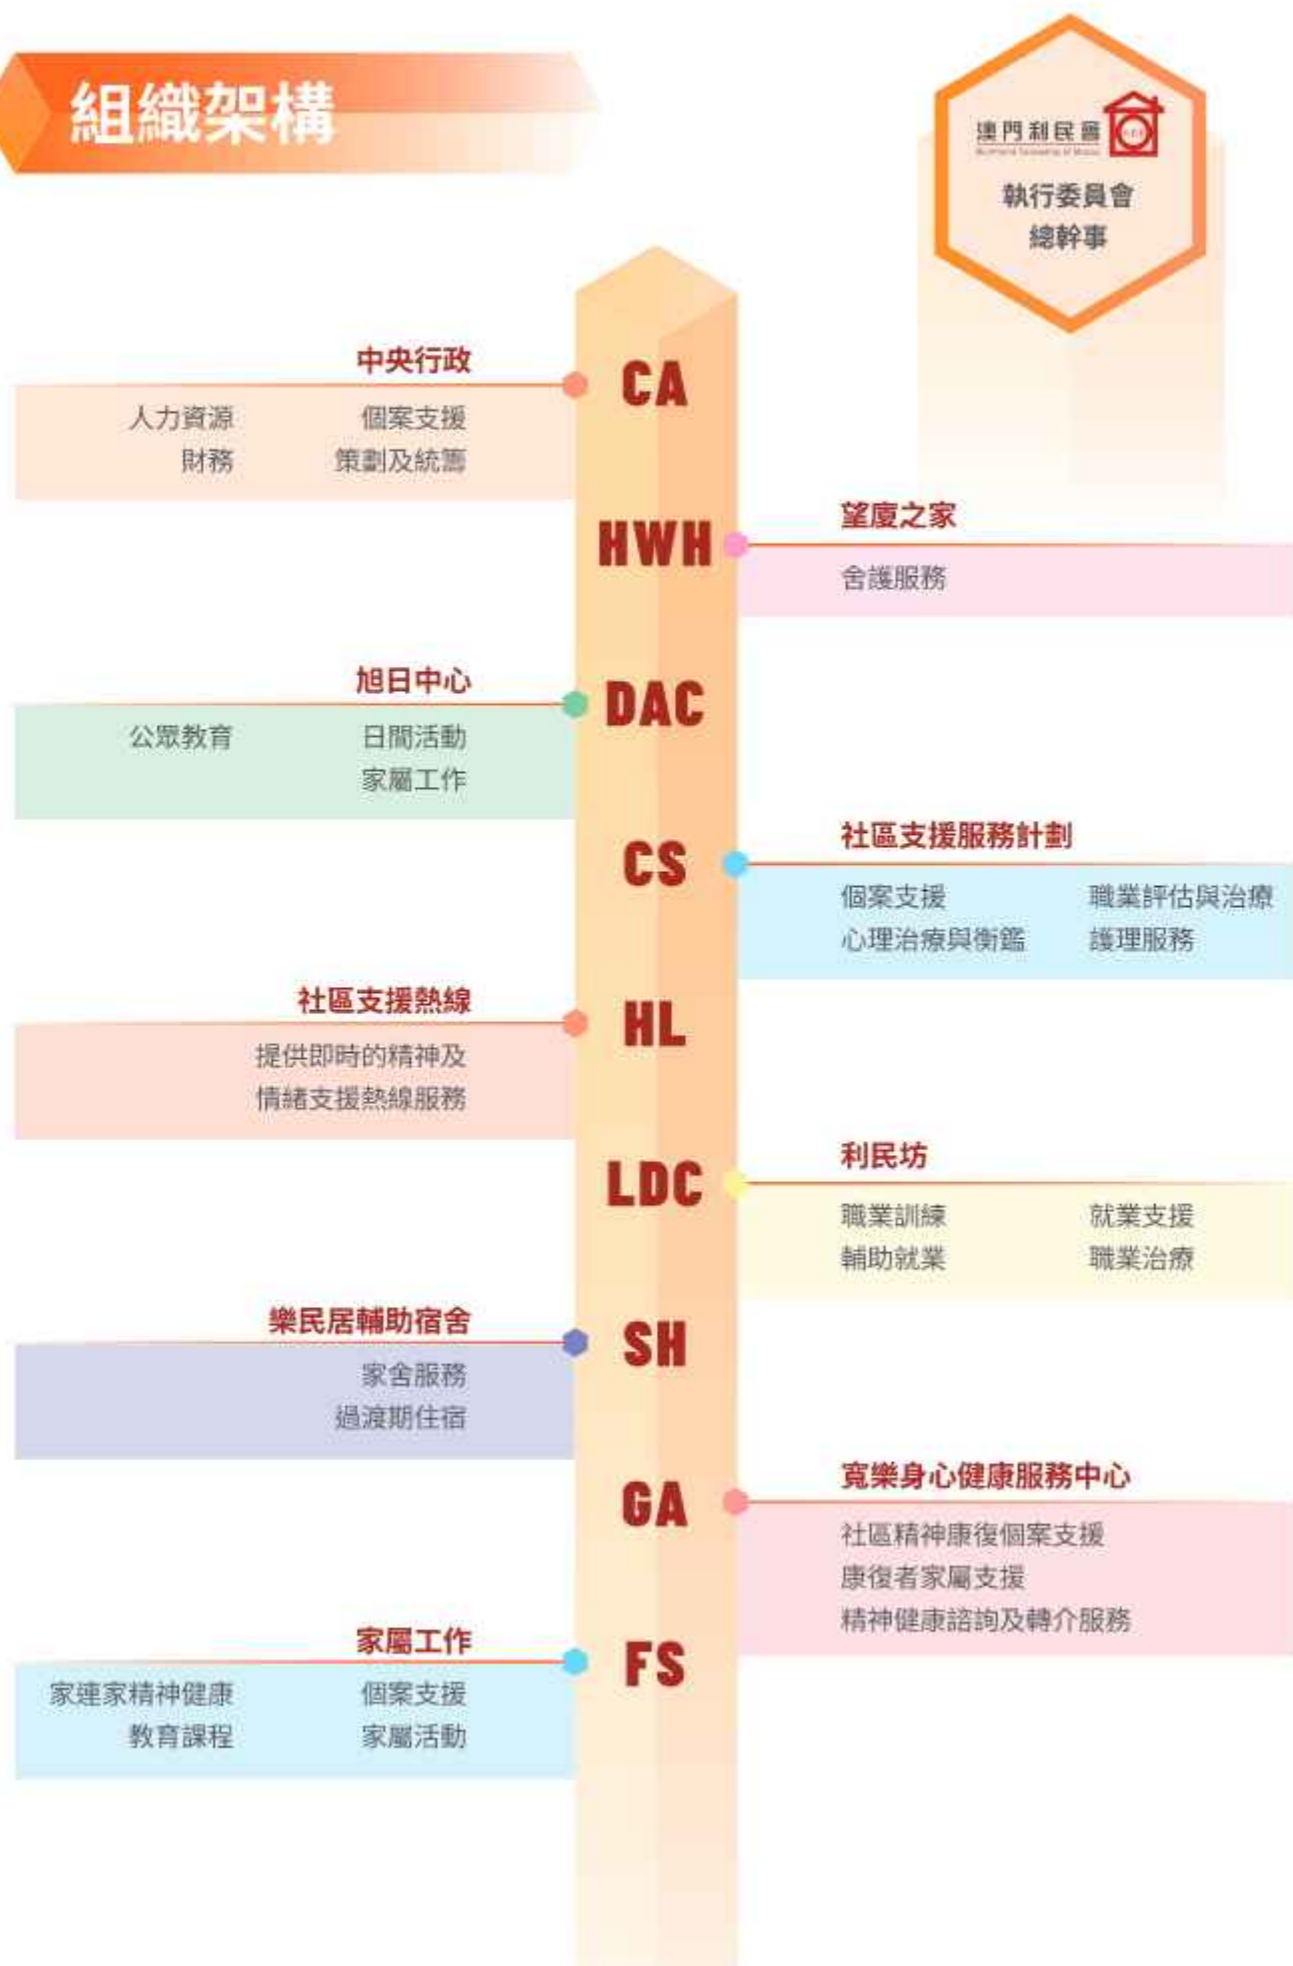 組織架構
澳門利民會
執行委員會
總幹事
CA
中央行政
人力資源 個案支援
財務 策劃及統籌
HWH
望廈之家
舍護服務
DAC
旭日中心
公眾教育 日間活動
家屬工作
CS
社區支援服務計劃
個案支援 職業評估與治療
心理治療與衡鑑 護理服務
HL
社區支援熱線
提供即時的精神及
情緒支援熱線服務
LDC
利民坊
職業訓練 就業支援
輔助就業 職業治療
SH
樂民居輔助宿舍
家舍服務
過渡期住宿
GA
寬樂身心健康服務中心
社區精神康復個案支援
康復者家屬支援
精神健康諮詢及轉介服務
FS
家屬工作
家連家精神健康 個案支援
教育課程 家屬活動